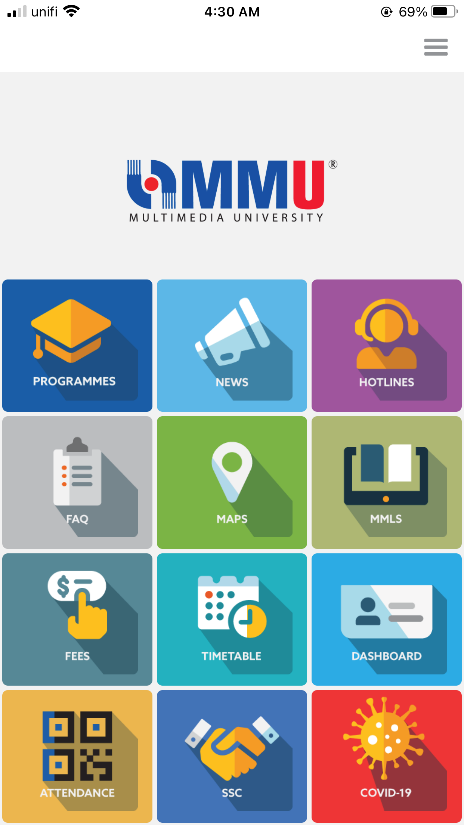 unifi 4:30 AM 69%
MMU®
MULTIMEDIA UNIVERSITY
PROGRAMMES
NEWS
HOTLINES
FAQ
MAPS
MMLS
$
FEES
TIMETABLE
DASHBOARD
ATTENDANCE
SSC
COVID-19